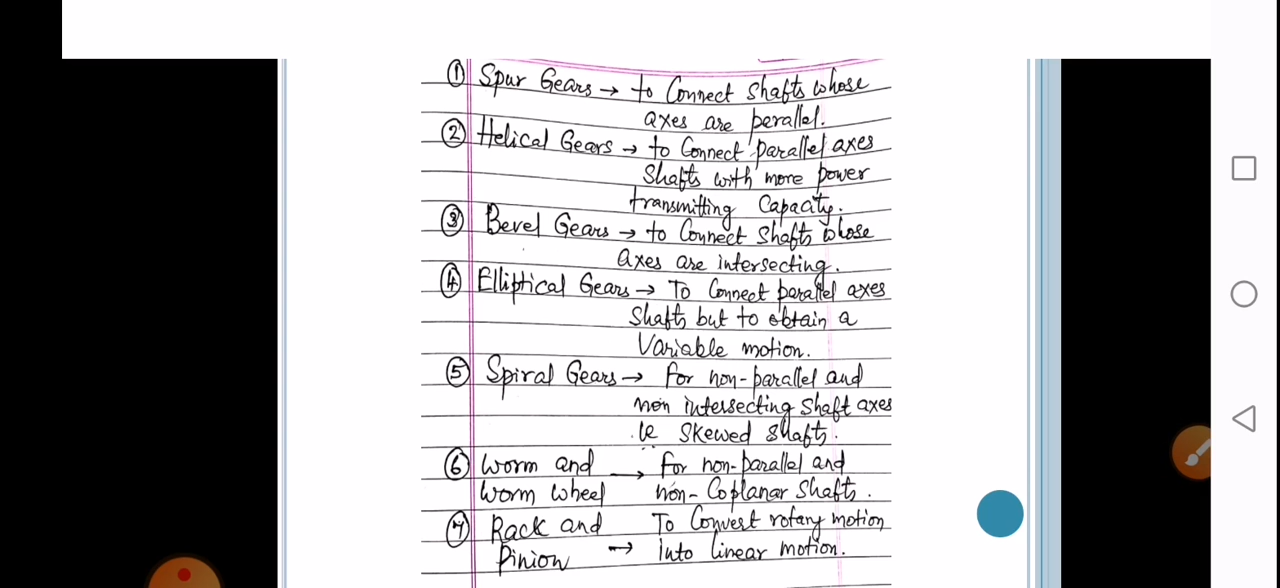 ① Spur Gears → to Connect shafts whose
axes are perallel.
② Helical Gears → to Connect parallel axes
Shafts with more power
transmitting Capacity.
③ Bevel Gears → to Connect Shafts whose
axes are intersecting.
④ Elliptical Gears → To Connect parallel axes
Shafts but to obtain a
Variable motion.
⑤ Spiral Gears → for non-parallel and
non intersecting shaft axes
ie skewed shafts.
⑥ Worm and → for non-parallel and
Worm wheel non-Coplanar shafts.
⑦ Rack and To Convert rotary motion
Pinion → into linear motion.